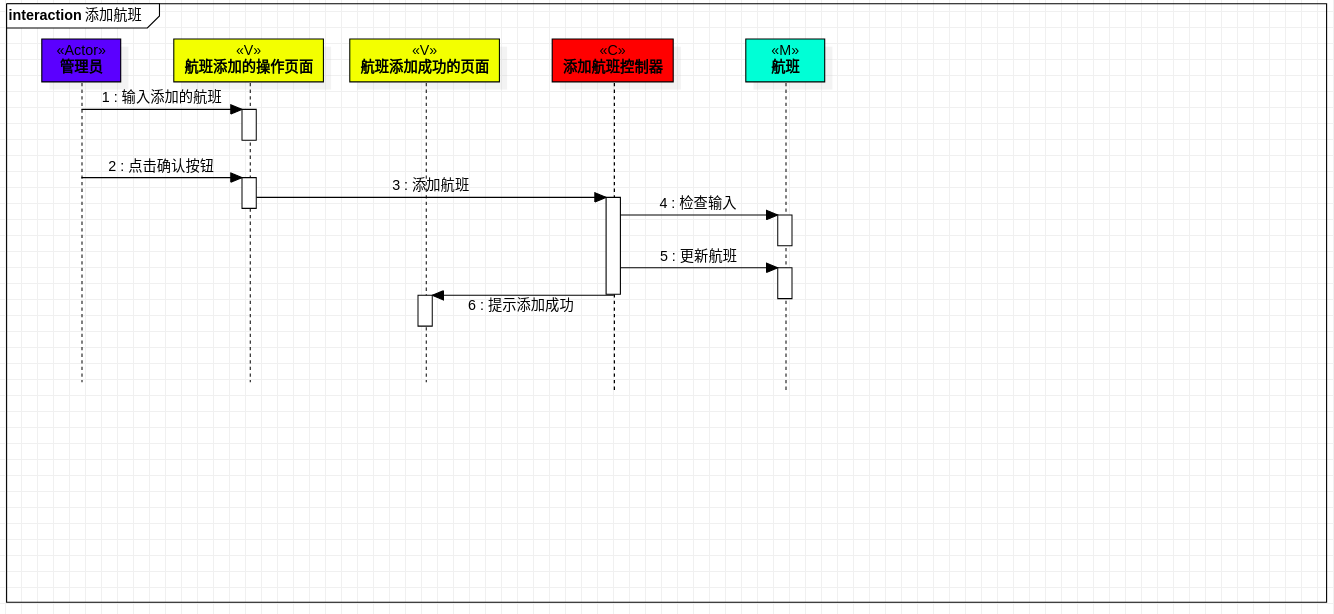 interaction 添加航班
«Actor»
管理员
«V»
航班添加的操作页面
«V»
航班添加成功的页面
«C»
添加航班控制器
«M»
航班
1 : 输入添加的航班
2 : 点击确认按钮
3 : 添加航班
4 : 检查输入
5 : 更新航班
6 : 提示添加成功